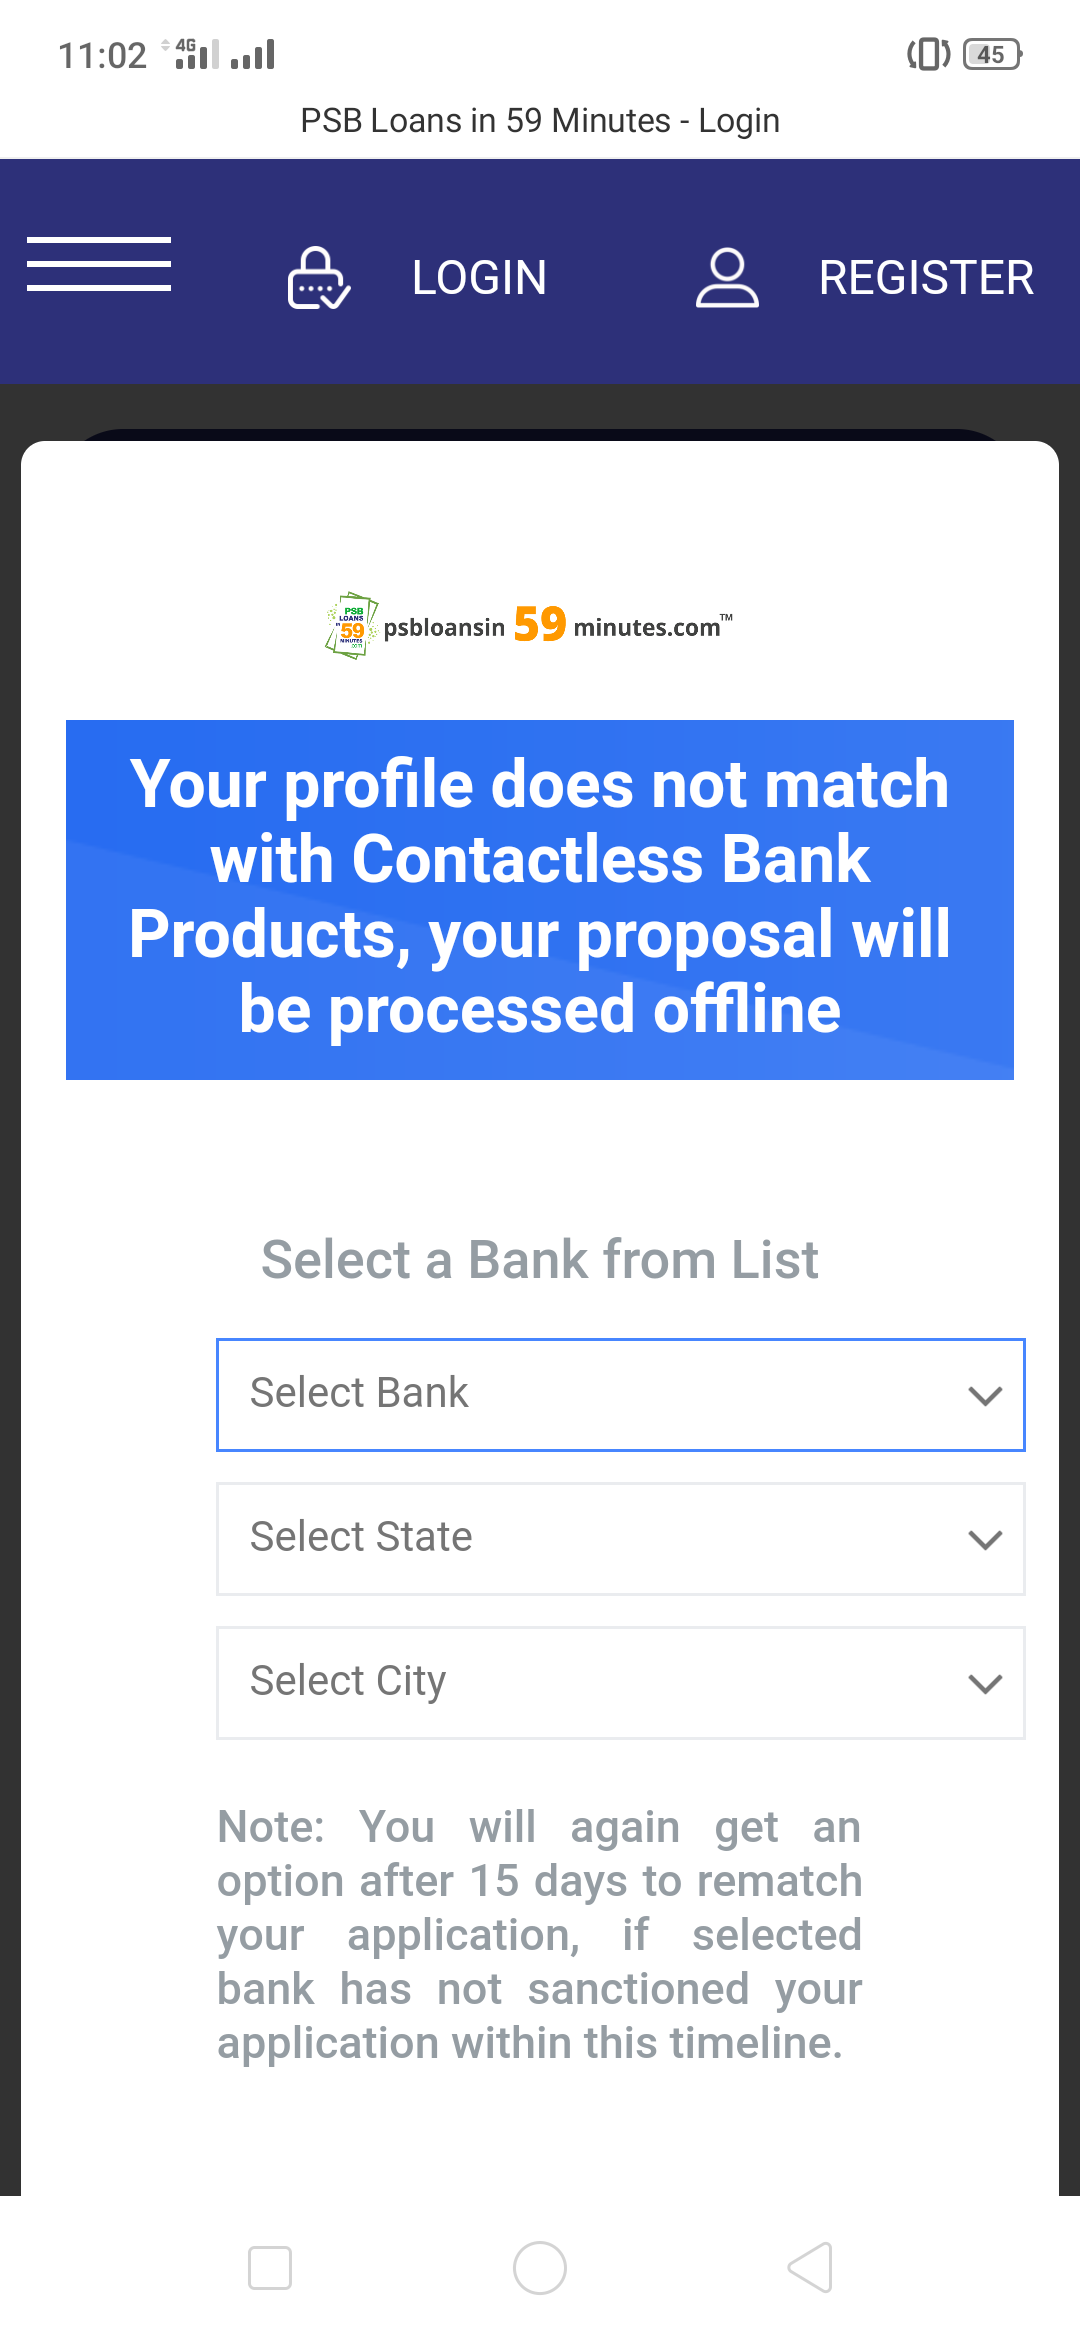 11:02 4G 45
PSB Loans in 59 Minutes - Login
LOGIN REGISTER
PSB LOANS in 59 MINUTES .com
psbloansin 59 minutes.com™
Your profile does not match
with Contactless Bank
Products, your proposal will
be processed offline
Select a Bank from List
Select Bank
Select State
Select City
Note: You will again get an
option after 15 days to rematch
your application, if selected
bank has not sanctioned your
application within this timeline.